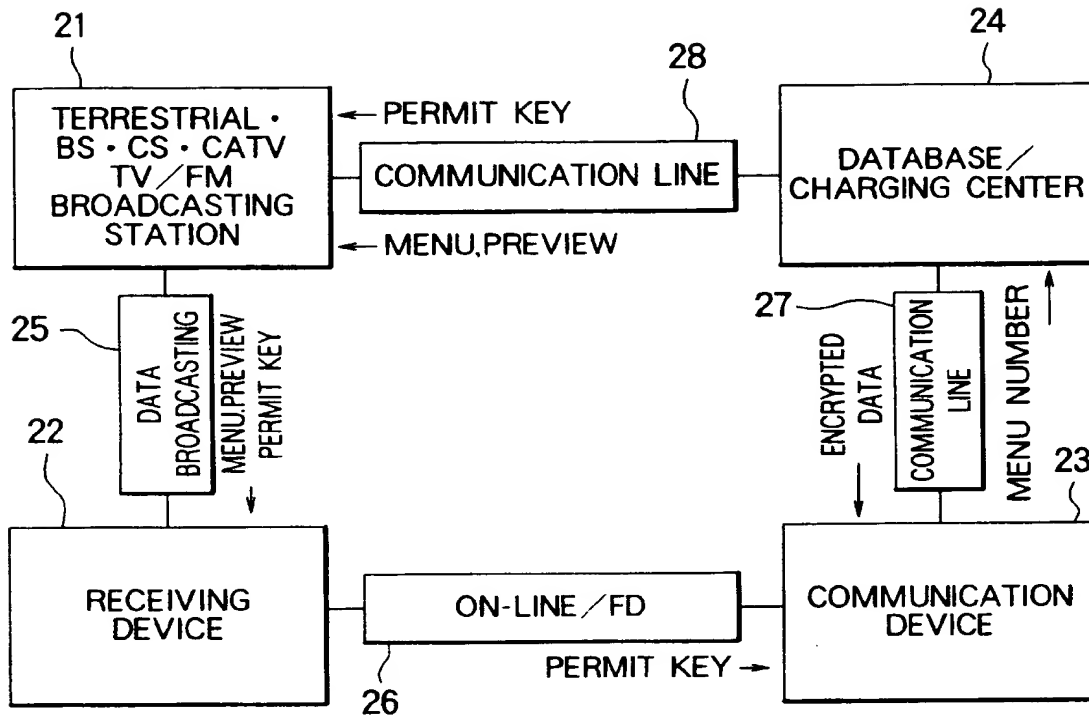 21
24
28
TERRESTRIAL・
BS・CS・CATV
TV／FM
BROADCASTING
STATION
←PERMIT KEY
COMMUNICATION LINE
DATABASE／
CHARGING CENTER
←MENU,PREVIEW
25
DATA
BROADCASTING
MENU,PREVIEW
PERMIT KEY
↓
27
ENCRYPTED
DATA
↓
COMMUNICATION
LINE
MENU NUMBER
↑
22
23
RECEIVING
DEVICE
ON-LINE／FD
COMMUNICATION
DEVICE
26
PERMIT KEY→